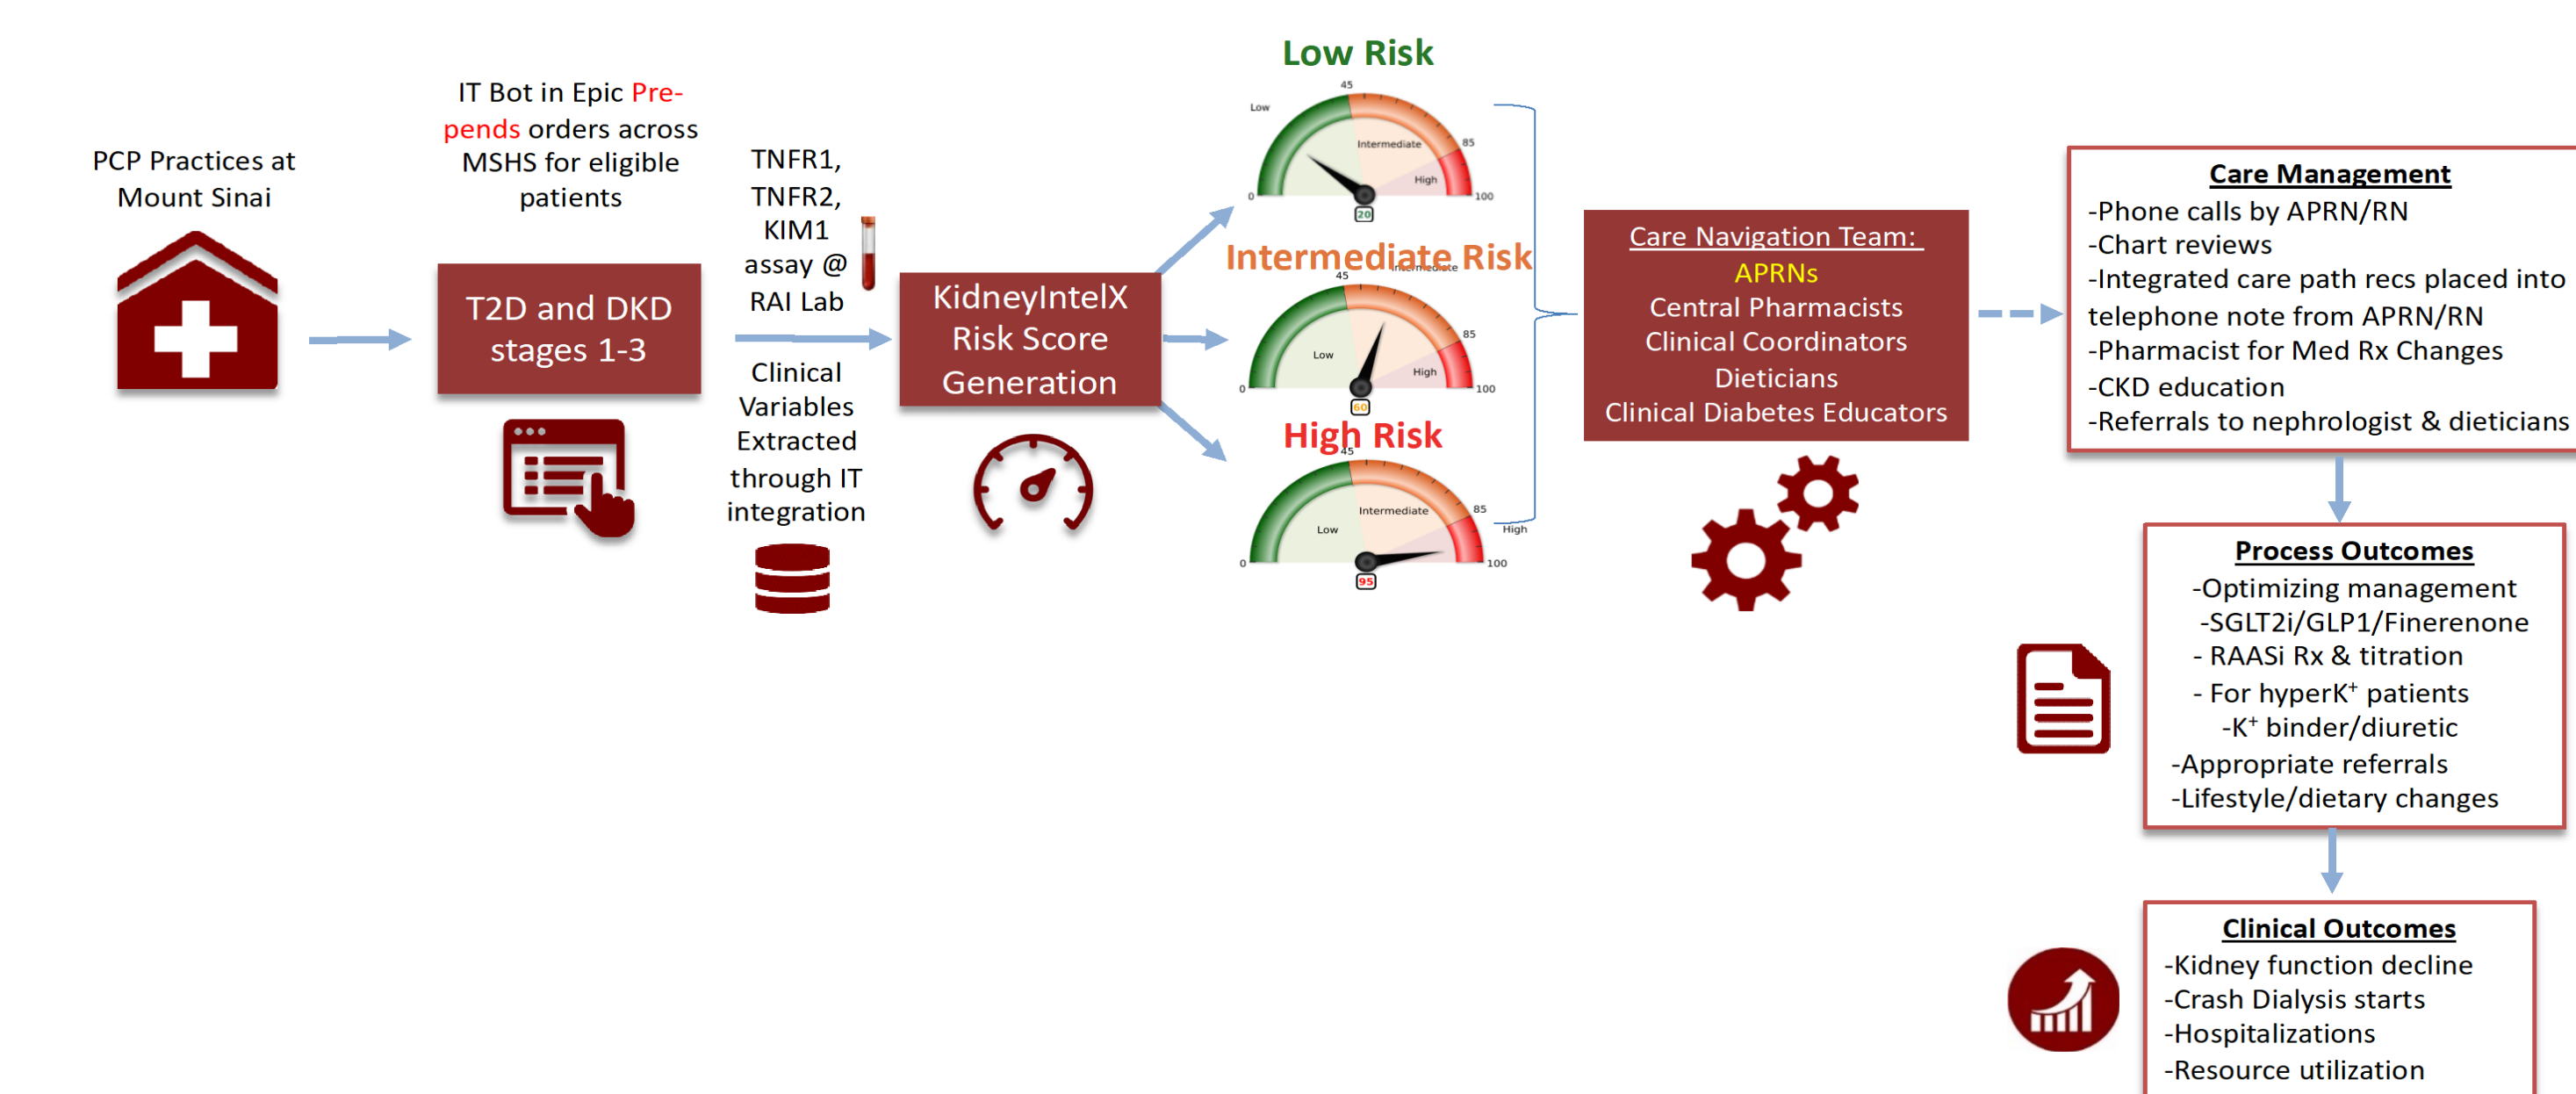 PCP Practices at
Mount Sinai
IT Bot in Epic Pre-
pends orders across
MSHS for eligible
patients
T2D and DKD
stages 1-3
TNFR1,
TNFR2,
KIM1
assay @
RAI Lab
Clinical
Variables
Extracted
through IT
integration
KidneyIntelX
Risk Score
Generation
Low Risk
45
Low
Intermediate
85
High
0
100
20
Intermediate Risk
Intermediate
45
85
Low
High
0
100
60
High Risk
45
Intermediate
85
Low
High
0
100
95
Care Navigation Team:
APRNs
Central Pharmacists
Clinical Coordinators
Dieticians
Clinical Diabetes Educators
Care Management
-Phone calls by APRN/RN
-Chart reviews
-Integrated care path recs placed into
telephone note from APRN/RN
-Pharmacist for Med Rx Changes
-CKD education
-Referrals to nephrologist & dieticians
Process Outcomes
-Optimizing management
-SGLT2i/GLP1/Finerenone
- RAASi Rx & titration
- For hyperK⁺ patients
-K⁺ binder/diuretic
-Appropriate referrals
-Lifestyle/dietary changes
Clinical Outcomes
-Kidney function decline
-Crash Dialysis starts
-Hospitalizations
-Resource utilization